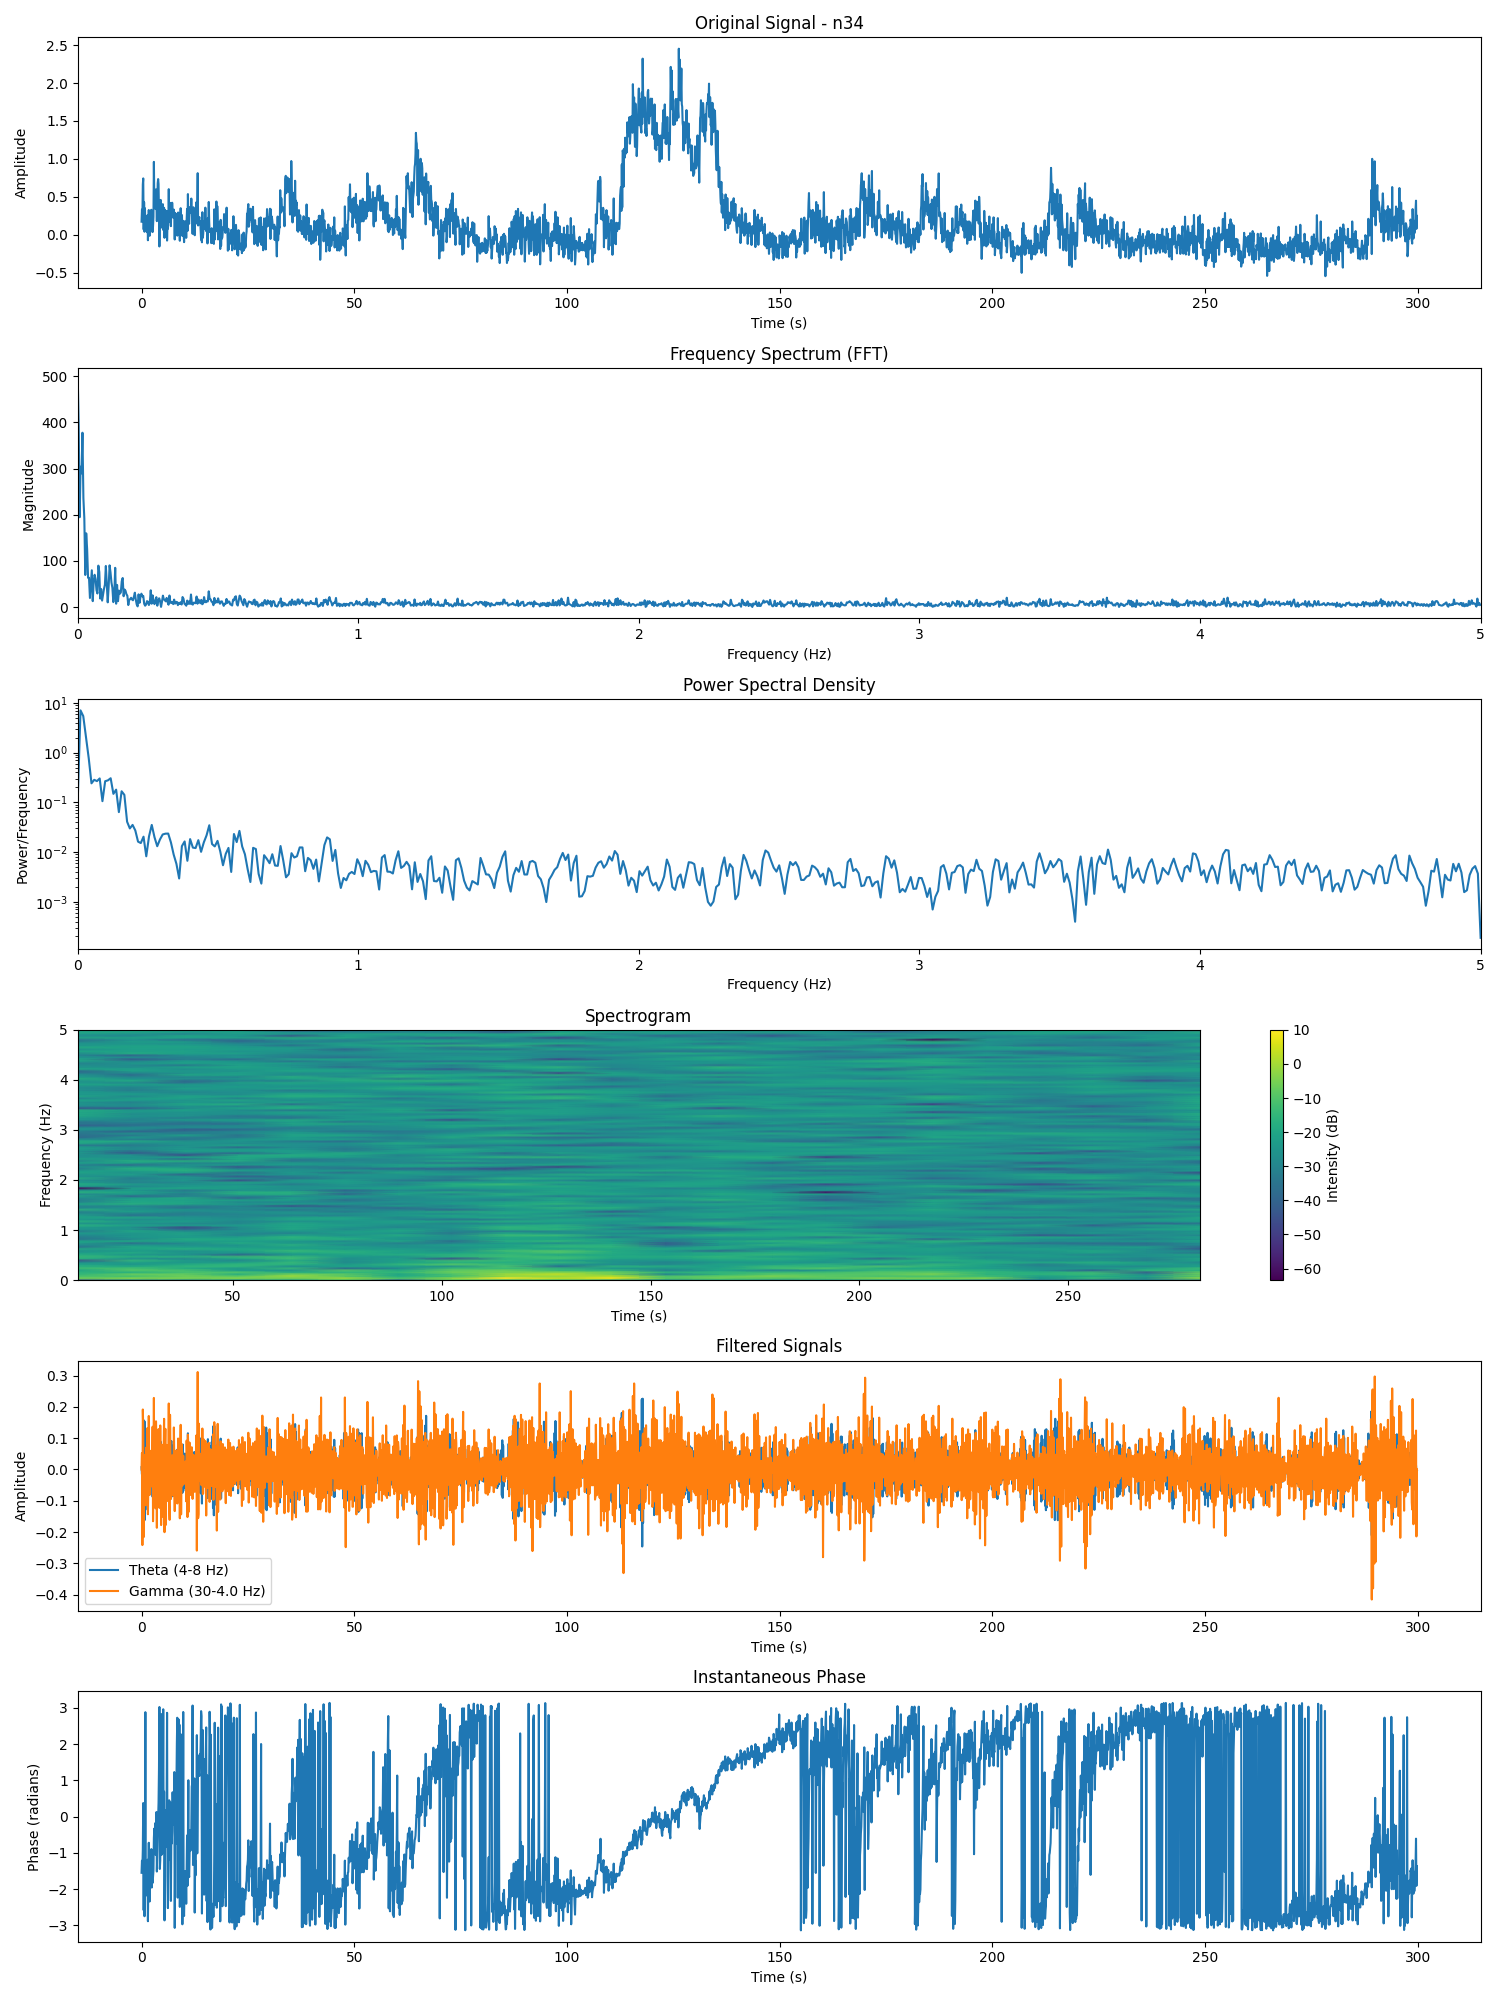 Original Signal - n34
2.5
2.0
1.5
1.0
0.5
0.0
−0.5
Amplitude
0 50 100 150 200 250 300
Time (s)
Frequency Spectrum (FFT)
500
400
300
200
100
0
Magnitude
0 1 2 3 4 5
Frequency (Hz)
Power Spectral Density
10¹
10⁰
10⁻¹
10⁻²
10⁻³
Power/Frequency
0 1 2 3 4 5
Frequency (Hz)
Spectrogram
5
4
3
2
1
0
Frequency (Hz)
50 100 150 200 250
Time (s)
10
0
−10
−20
−30
−40
−50
−60
Intensity (dB)
Filtered Signals
0.3
0.2
0.1
0.0
−0.1
−0.2
−0.3
−0.4
Amplitude
Theta (4-8 Hz)
Gamma (30-4.0 Hz)
0 50 100 150 200 250 300
Time (s)
Instantaneous Phase
3
2
1
0
−1
−2
−3
Phase (radians)
0 50 100 150 200 250 300
Time (s)